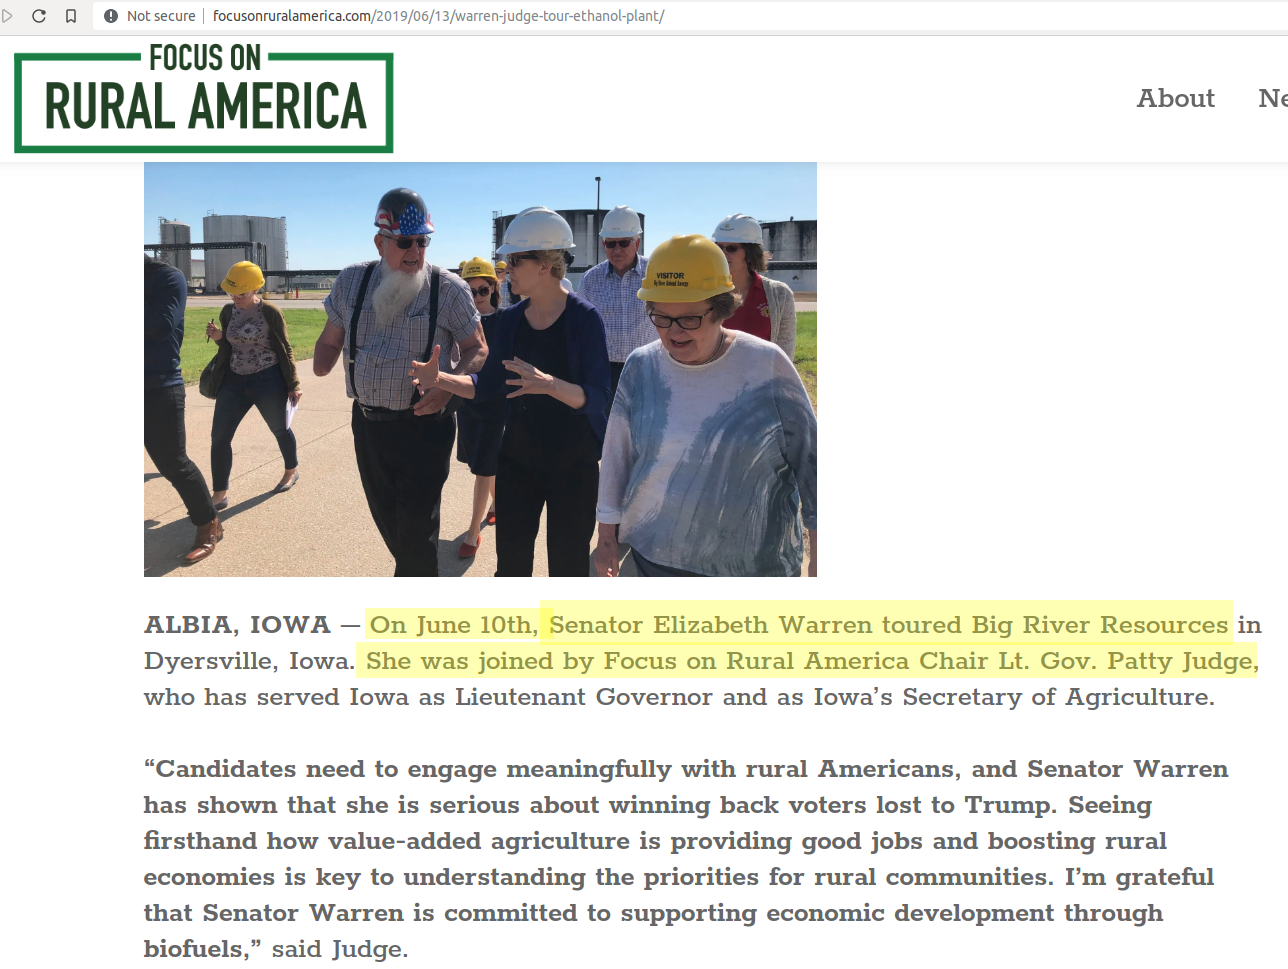 Not secure focusonruralamerica.com/2019/06/13/warren-judge-tour-ethanol-plant/
FOCUS ON
RURAL AMERICA
About Ne
VISITOR
ALBIA, IOWA — On June 10th, Senator Elizabeth Warren toured Big River Resources in
Dyersville, Iowa. She was joined by Focus on Rural America Chair Lt. Gov. Patty Judge,
who has served Iowa as Lieutenant Governor and as Iowa’s Secretary of Agriculture.
“Candidates need to engage meaningfully with rural Americans, and Senator Warren
has shown that she is serious about winning back voters lost to Trump. Seeing
firsthand how value-added agriculture is providing good jobs and boosting rural
economies is key to understanding the priorities for rural communities. I’m grateful
that Senator Warren is committed to supporting economic development through
biofuels,” said Judge.